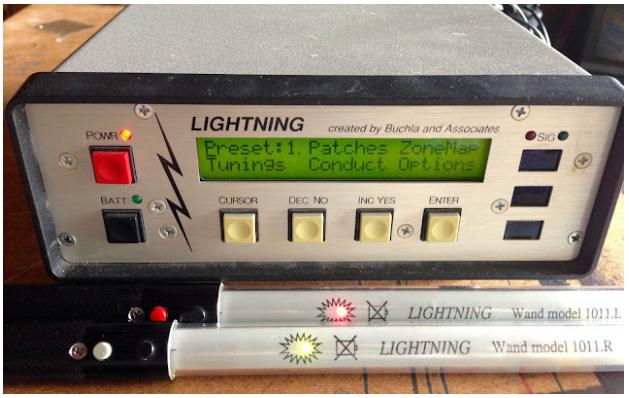 LIGHTNING
created by Buchla and Associates
POWR
SIG
Preset:1. Patches ZoneMap
Tunings Conduct Options
BATT
CURSOR
DEC NO
INC YES
ENTER
LIGHTNING Wand model 1011.L
LIGHTNING Wand model 1011.R